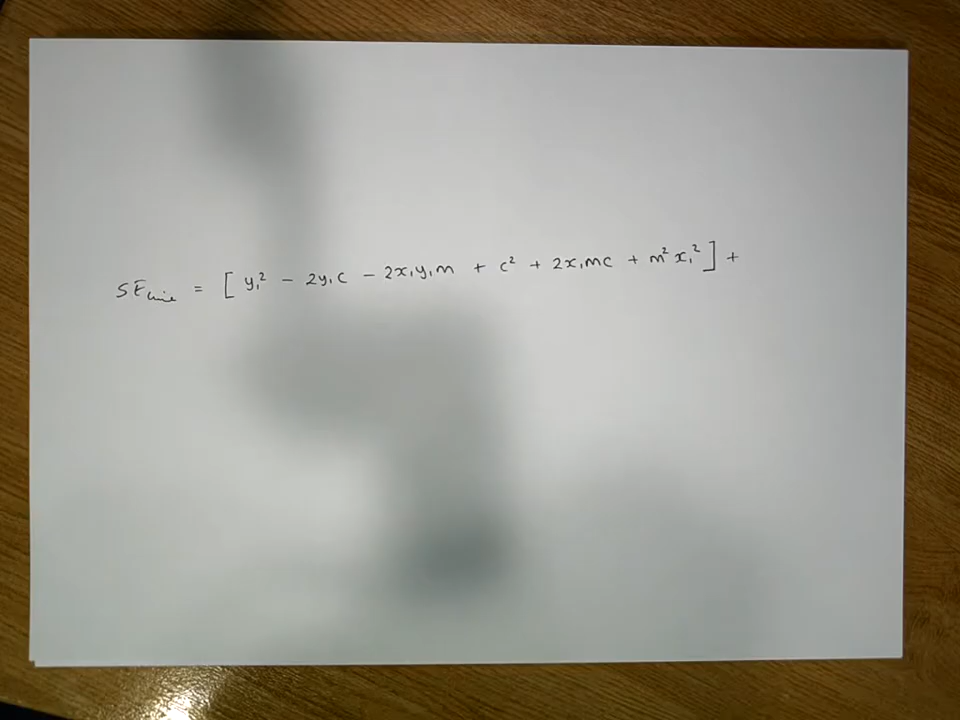 SE_line = [ y₁² − 2y₁c − 2x₁y₁m + c² + 2x₁mc + m²x₁² ] +